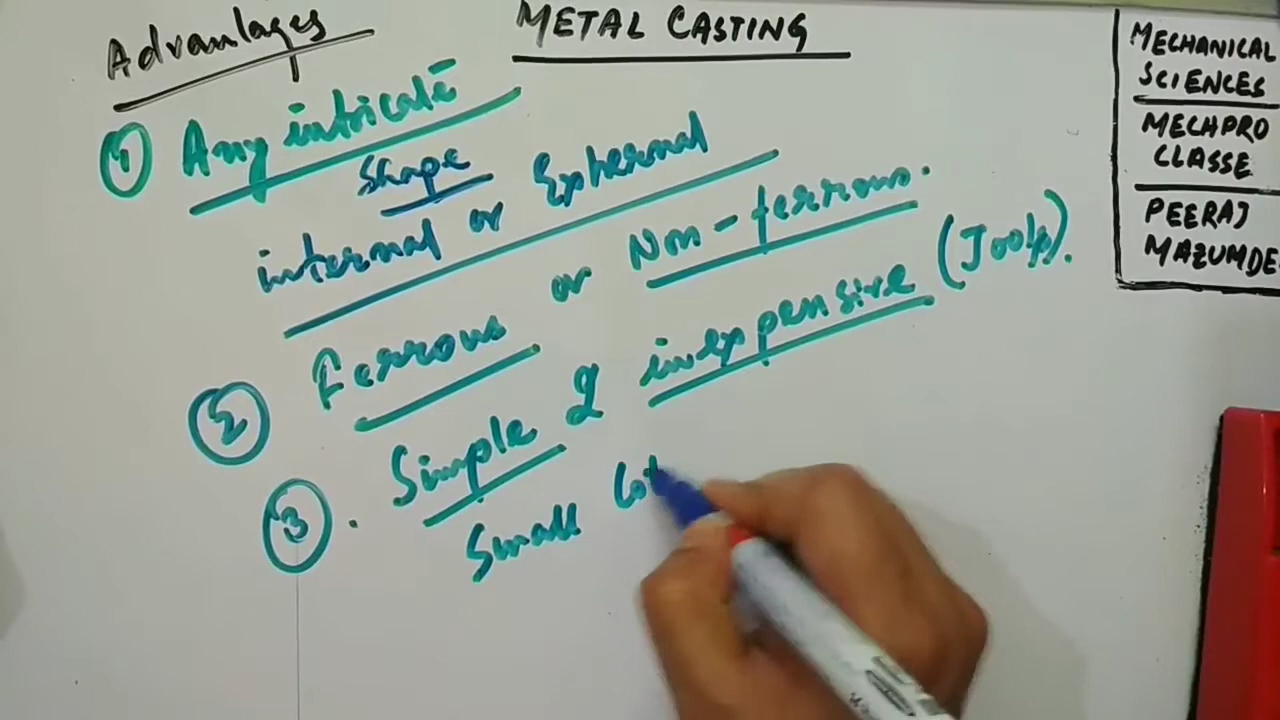 METAL CASTING
Advantages
① Any intricate
Shape
internal or External
② Ferrous or Non-ferrous.
③. Simple & inexpensive (Tools).
Small lot
MECHANICAL
SCIENCES
MECHPRO
CLASSE
PEERAJ
MAZUMDE